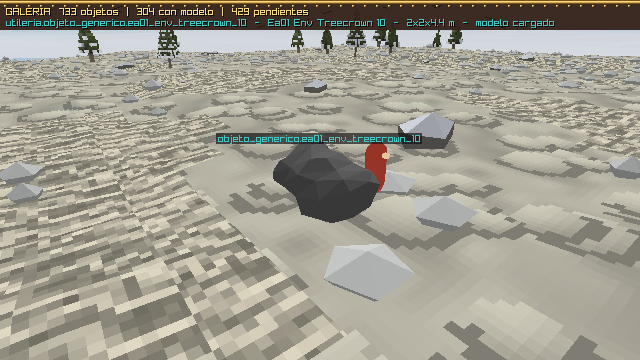 GALERIA 733 objetos | 304 con modelo | 429 pendientes
utileria.objeto_generico.ea01_env_treecrown_10 - Ea01 Env Treecrown 10 - 2x2x4.4 m - modelo cargado
objeto_generico.ea01_env_treecrown_10